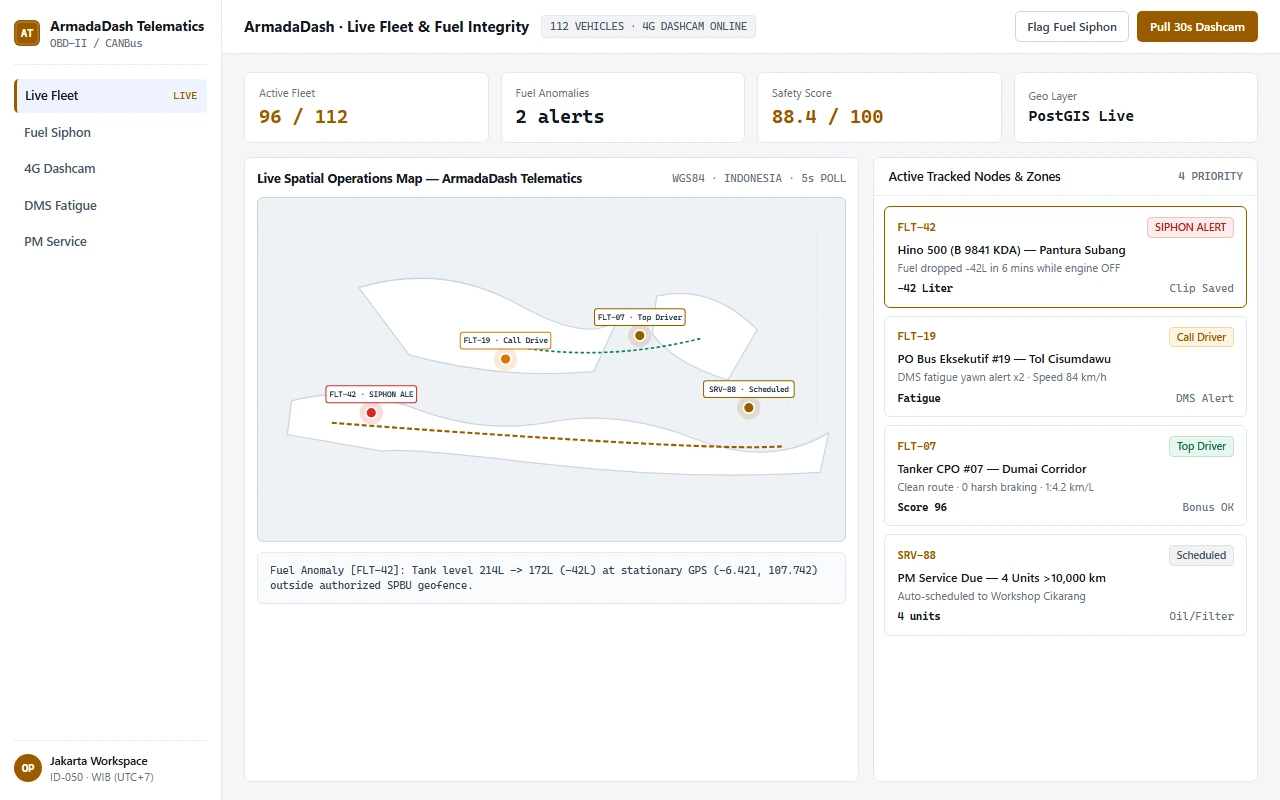 AT
ArmadaDash Telematics
OBD-II / CANBus
Live Fleet
LIVE
Fuel Siphon
4G Dashcam
DMS Fatigue
PM Service
OP
Jakarta Workspace
ID-050 · WIB (UTC+7)
ArmadaDash · Live Fleet & Fuel Integrity
112 VEHICLES · 4G DASHCAM ONLINE
Flag Fuel Siphon
Pull 30s Dashcam
Active Fleet
96 / 112
Fuel Anomalies
2 alerts
Safety Score
88.4 / 100
Geo Layer
PostGIS Live
Live Spatial Operations Map — ArmadaDash Telematics
WGS84 · INDONESIA · 5s POLL
FLT-07 · Top Driver
FLT-19 · Call Drive
SRV-88 · Scheduled
FLT-42 · SIPHON ALE
Fuel Anomaly [FLT-42]: Tank level 214L -> 172L (-42L) at stationary GPS (-6.421, 107.742)
outside authorized SPBU geofence.
Active Tracked Nodes & Zones
4 PRIORITY
FLT-42
SIPHON ALERT
Hino 500 (B 9841 KDA) — Pantura Subang
Fuel dropped -42L in 6 mins while engine OFF
-42 Liter
Clip Saved
FLT-19
Call Driver
PO Bus Eksekutif #19 — Tol Cisumdawu
DMS fatigue yawn alert x2 · Speed 84 km/h
Fatigue
DMS Alert
FLT-07
Top Driver
Tanker CPO #07 — Dumai Corridor
Clean route · 0 harsh braking · 1:4.2 km/L
Score 96
Bonus OK
SRV-88
Scheduled
PM Service Due — 4 Units >10,000 km
Auto-scheduled to Workshop Cikarang
4 units
Oil/Filter